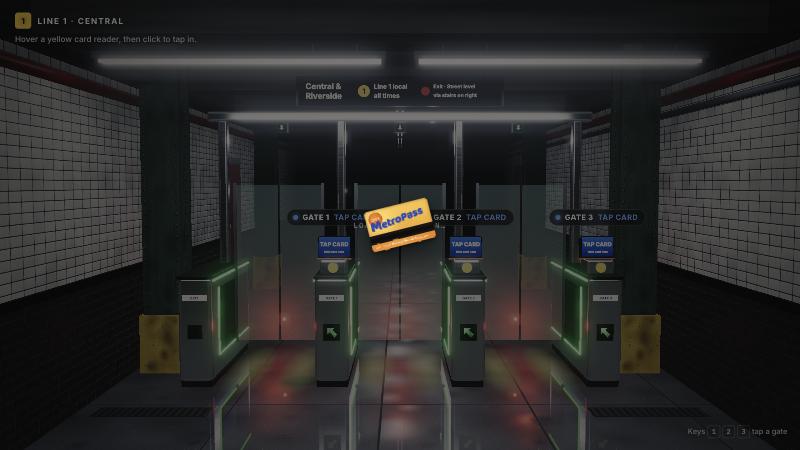 1 LINE 1 · CENTRAL
Hover a yellow card reader, then click to tap in.
Central &
Riverside
1
Line 1 local
all times
Exit · Street level
via stairs on right
GATE 1 TAP CA
MetroPass
GATE 2 TAP CARD
GATE 3 TAP CARD
TAP CARD
TAP CARD
TAP CARD
Keys 1 2 3 tap a gate